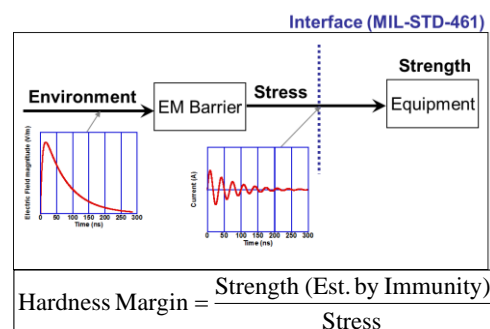 Interface (MIL-STD-461)
Strength
Environment
EM Barrier
Stress
Equipment
Electric Field magnitude (V/m)
0 50 100 150 200 250 300
Time (ns)
Current (A)
0 50 100 150 200 250 300
Time (ns)
Hardness Margin = Strength (Est. by Immunity)
Stress